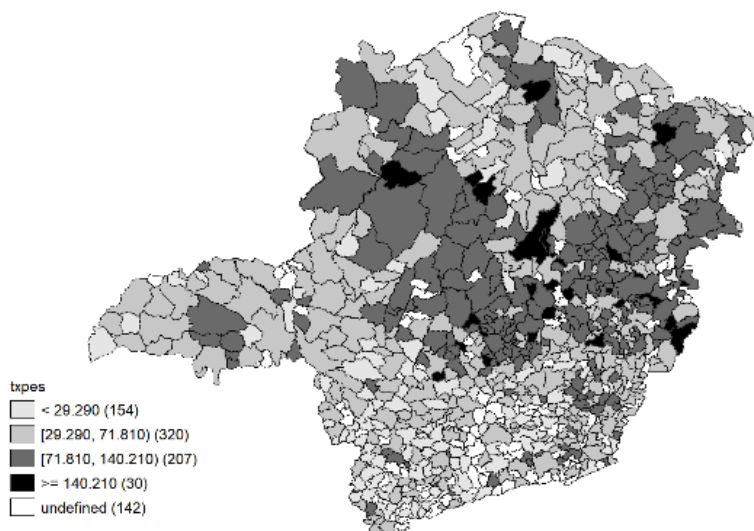 txpes
< 29.290 (154)
[29.290, 71.810) (320)
[71.810, 140.210) (207)
>= 140.210 (30)
undefined (142)